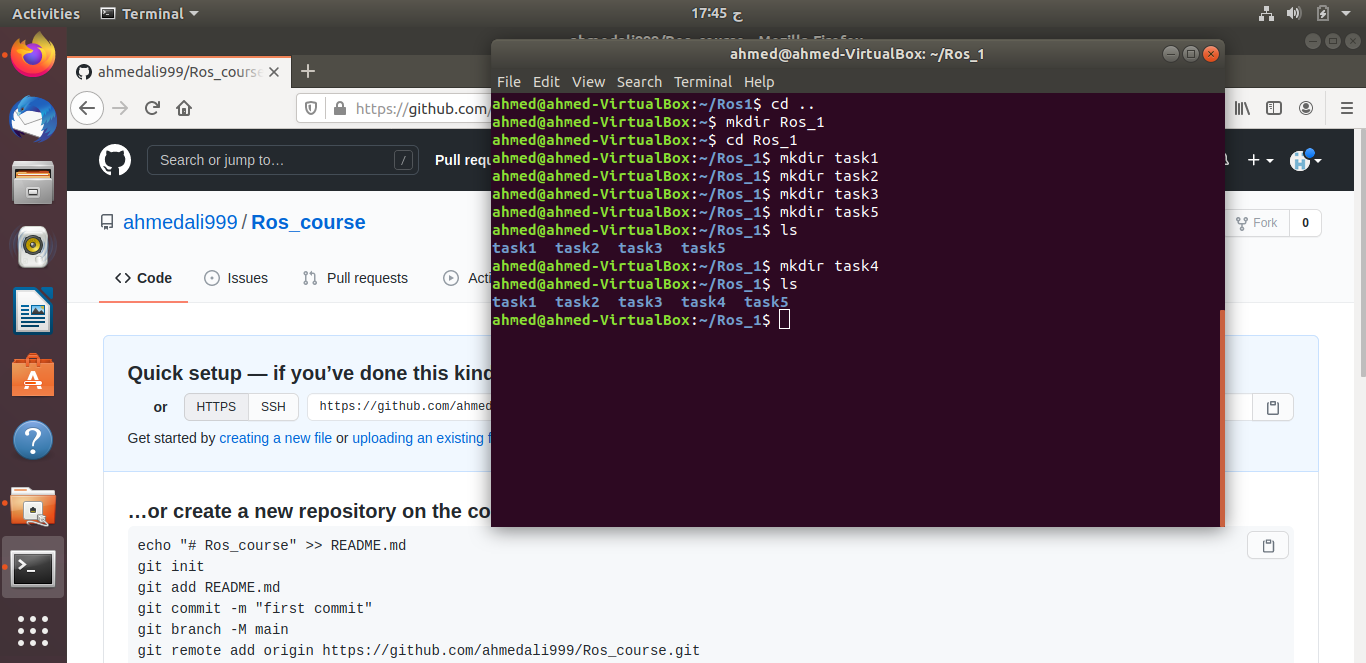 Activities Terminal 17:45 ج
ahmedali999/Ros_course - Mozilla Firefox
ahmedali999/Ros_course
https://github.com/
Search or jump to… /
Pull requ
ahmedali999/Ros_course
Fork 0
Code Issues Pull requests Acti
Quick setup — if you’ve done this kind
or HTTPS SSH https://github.com/ahmed
Get started by creating a new file or uploading an existing f
…or create a new repository on the co
echo "# Ros_course" >> README.md
git init
git add README.md
git commit -m "first commit"
git branch -M main
git remote add origin https://github.com/ahmedali999/Ros_course.git
ahmed@ahmed-VirtualBox: ~/Ros_1
File Edit View Search Terminal Help
ahmed@ahmed-VirtualBox:~/Ros1$ cd ..
ahmed@ahmed-VirtualBox:~$ mkdir Ros_1
ahmed@ahmed-VirtualBox:~$ cd Ros_1
ahmed@ahmed-VirtualBox:~/Ros_1$ mkdir task1
ahmed@ahmed-VirtualBox:~/Ros_1$ mkdir task2
ahmed@ahmed-VirtualBox:~/Ros_1$ mkdir task3
ahmed@ahmed-VirtualBox:~/Ros_1$ mkdir task5
ahmed@ahmed-VirtualBox:~/Ros_1$ ls
task1 task2 task3 task5
ahmed@ahmed-VirtualBox:~/Ros_1$ mkdir task4
ahmed@ahmed-VirtualBox:~/Ros_1$ ls
task1 task2 task3 task4 task5
ahmed@ahmed-VirtualBox:~/Ros_1$